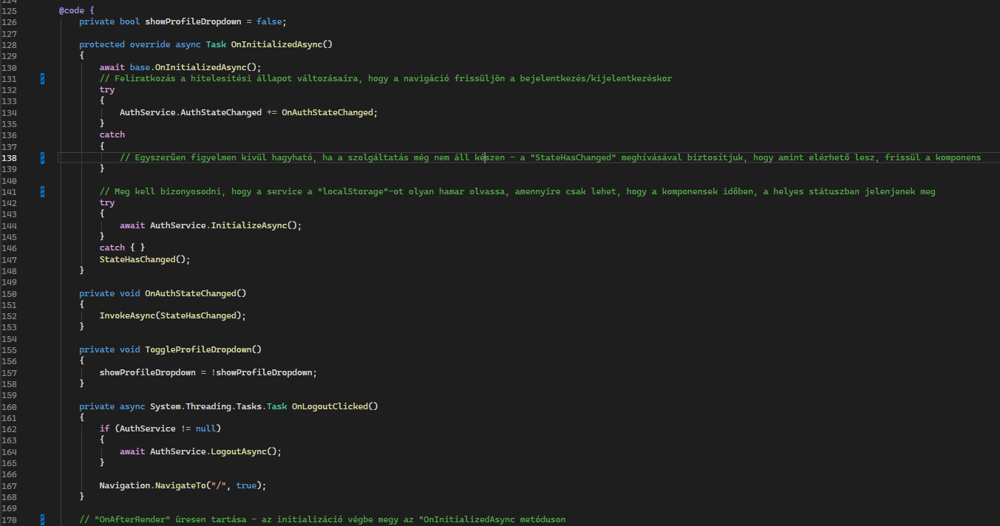 124
125 @code {
126 private bool showProfileDropdown = false;
127
128 protected override async Task OnInitializedAsync()
129 {
130 await base.OnInitializedAsync();
131 // Feliratkozás a hitelesítési állapot változásaira, hogy a navigáció frissüljön a bejelentkezés/kijelentkezéskor
132 try
133 {
134 AuthService.AuthStateChanged += OnAuthStateChanged;
135 }
136 catch
137 {
138 // Egyszerűen figyelmen kívül hagyható, ha a szolgáltatás még nem áll készen - a "StateHasChanged" meghívásával biztosítjuk, hogy amint elérhető lesz, frissül a komponens
139 }
140
141 // Meg kell bizonyosodni, hogy a service a "localStorage"-ot olyan hamar olvassa, amennyire csak lehet, hogy a komponensek időben, a helyes státuszban jelenjenek meg
142 try
143 {
144 await AuthService.InitializeAsync();
145 }
146 catch { }
147 StateHasChanged();
148 }
149
150 private void OnAuthStateChanged()
151 {
152 InvokeAsync(StateHasChanged);
153 }
154
155 private void ToggleProfileDropdown()
156 {
157 showProfileDropdown = !showProfileDropdown;
158 }
159
160 private async System.Threading.Tasks.Task OnLogoutClicked()
161 {
162 if (AuthService != null)
163 {
164 await AuthService.LogoutAsync();
165 }
166
167 Navigation.NavigateTo("/", true);
168 }
169
170 // "OnAfterRender" üresen tartása - az initializáció végbe megy az "OnInitializedAsync metóduson